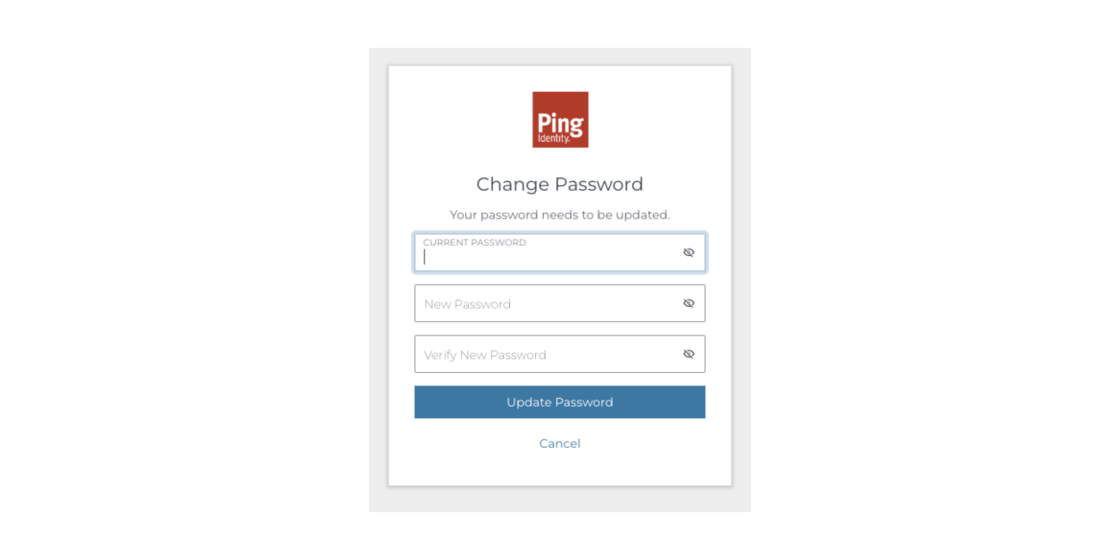 Ping
Identity.
Change Password
Your password needs to be updated.
CURRENT PASSWORD
New Password
Verify New Password
Update Password
Cancel